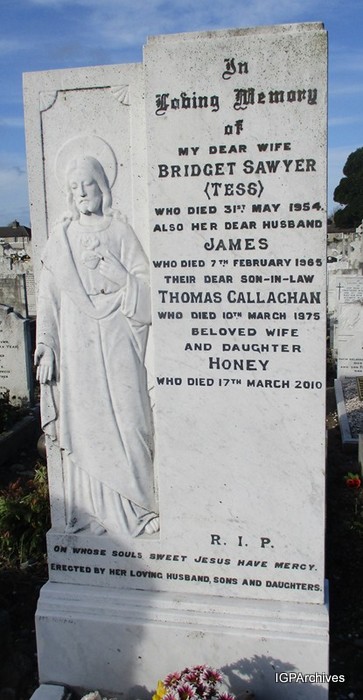 In
Loving Memory
of
MY DEAR WIFE
BRIDGET SAWYER
(TESS)
WHO DIED 31ST MAY 1954.
ALSO HER DEAR HUSBAND
JAMES
WHO DIED 7TH FEBRUARY 1965
THEIR DEAR SON-IN-LAW
THOMAS CALLAGHAN
WHO DIED 10TH MARCH 1975
BELOVED WIFE
AND DAUGHTER
HONEY
WHO DIED 17TH MARCH 2010
R. I. P.
ON WHOSE SOULS SWEET JESUS HAVE MERCY.
ERECTED BY HER LOVING HUSBAND, SONS AND DAUGHTERS.
IGPArchives